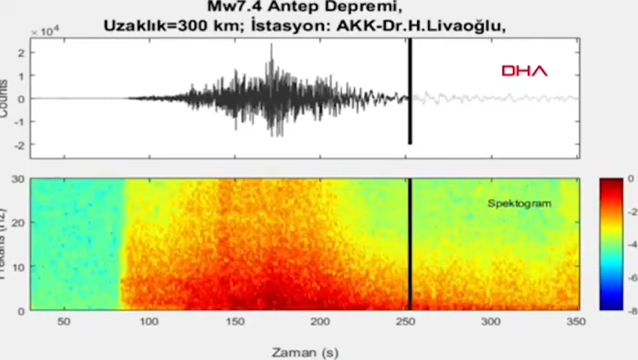 Mw7.4 Antep Depremi,
Uzaklık=300 km; İstasyon: AKK-Dr.H.Livaoğlu,
×10⁴
2
1
0
-1
-2
Counts
DHA
30
20
10
0
Frekans (Hz)
Spektogram
50 100 150 200 250 300 350
Zaman (s)
0
-2
-4
-6
-8